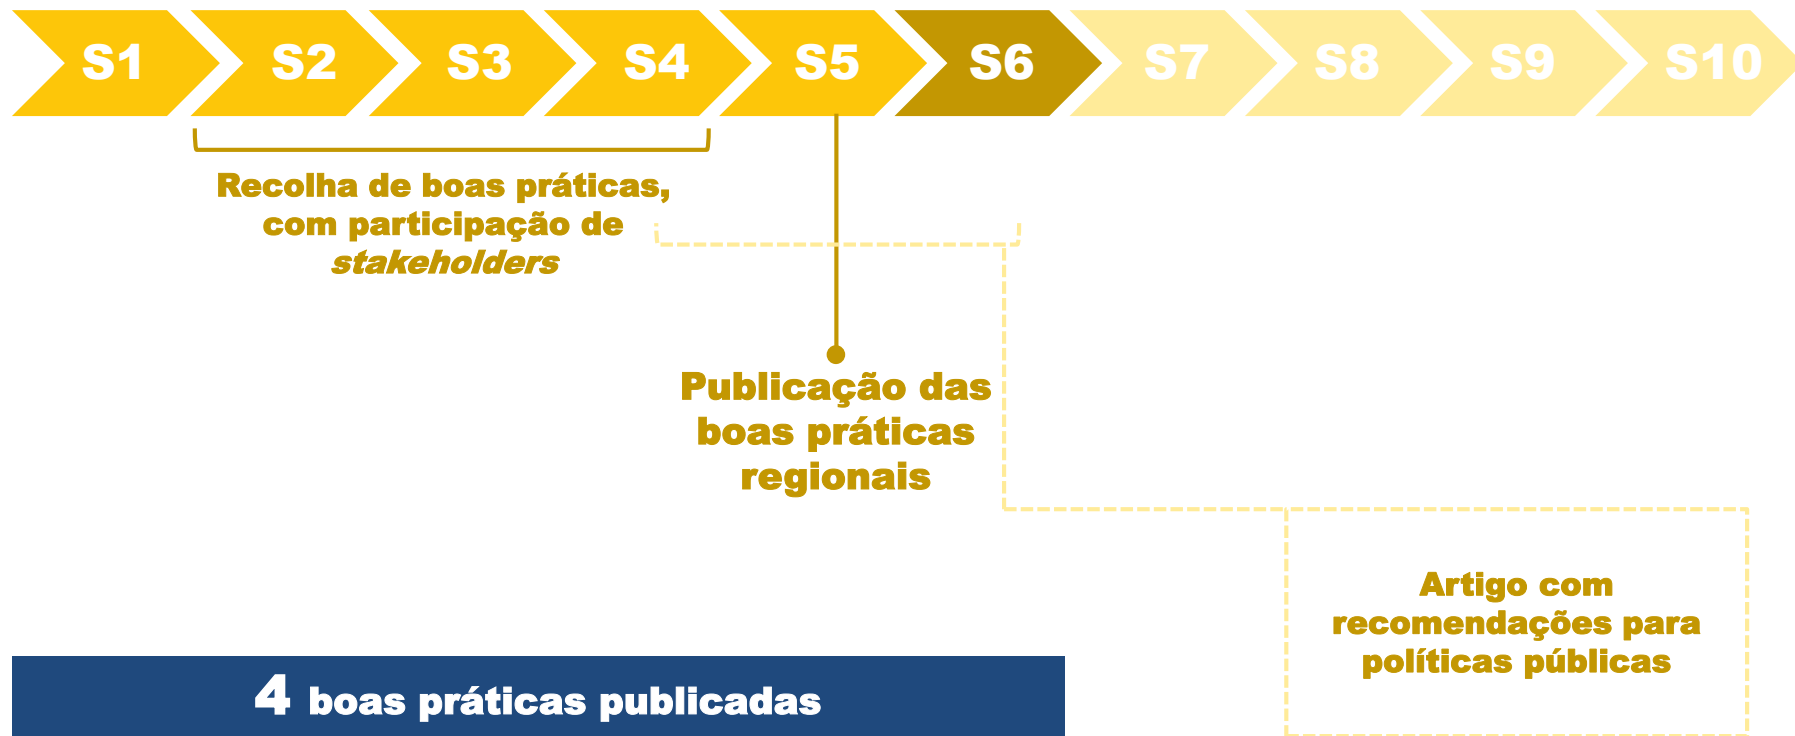 S1 S2 S3 S4 S5 S6 S7 S8 S9 S10
Recolha de boas práticas,
com participação de
stakeholders
Publicação das
boas práticas
regionais
Artigo com
recomendações para
políticas públicas
4 boas práticas publicadas